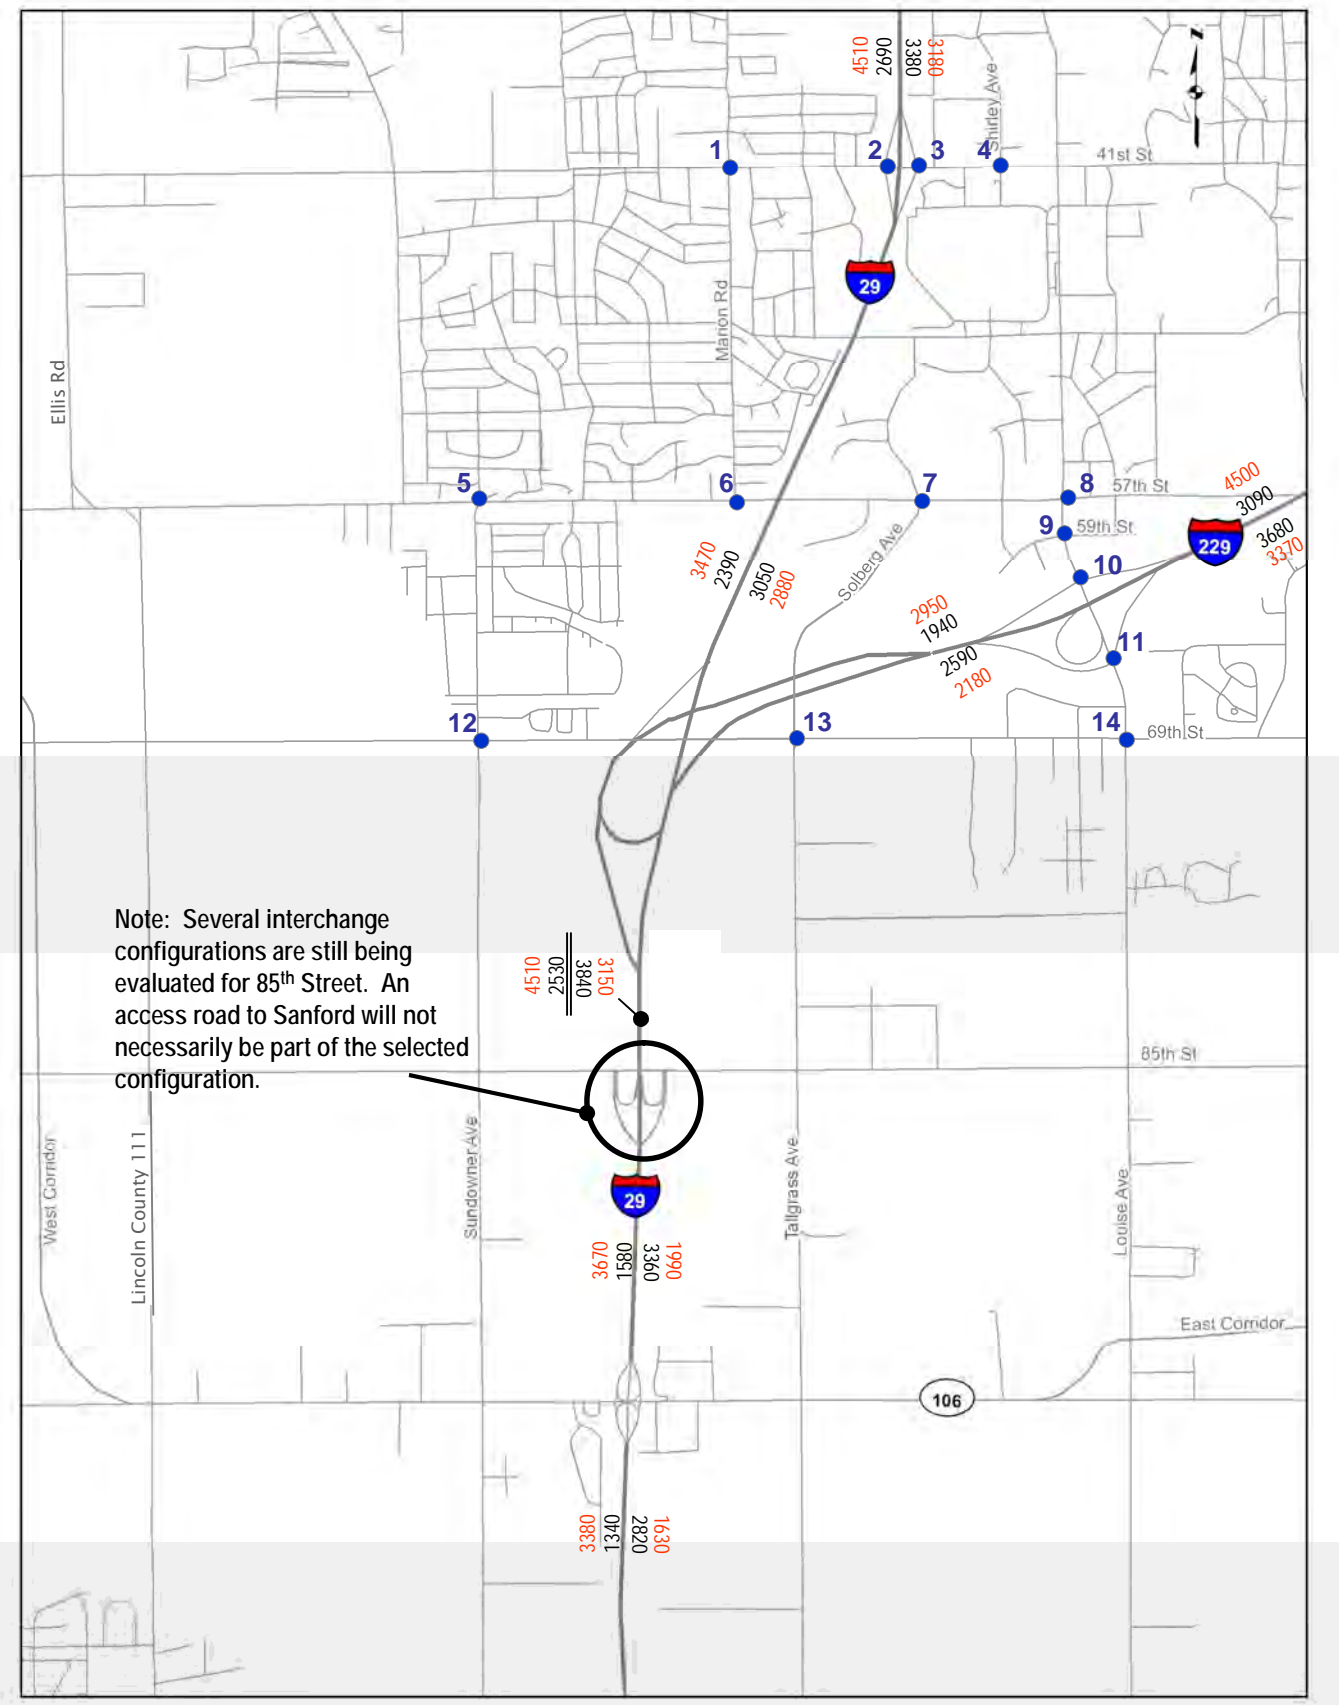 4510
2690
3380
3180
Shirley Ave
N
1
2
3
4
41st St
29
Marion Rd
Ellis Rd
5
6
7
8
57th St
4500
3090
3680
3370
9
59th St
229
10
3470
2390
3050
2880
Solberg Ave
2950
1940
2590
2180
11
12
13
14
69th St
Note: Several interchange
configurations are still being
evaluated for 85th Street. An
access road to Sanford will not
necessarily be part of the selected
configuration.
4510
2530
3840
3150
85th St
West Corridor
Lincoln County 111
Sundowner Ave
29
Tallgrass Ave
Louise Ave
3670
1580
3360
1990
East Corridor
106
3380
1340
2820
1630